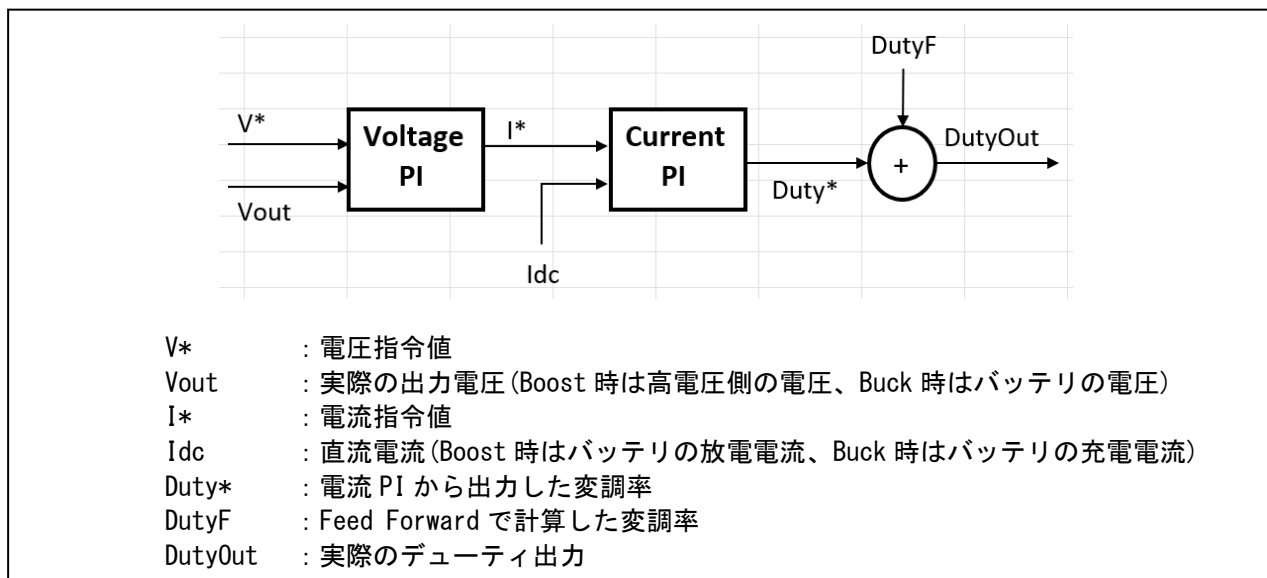 DutyF
V*
Voltage
PI
I*
Current
PI
DutyOut
+
Duty*
Vout
Idc
V* :電圧指令値
Vout :実際の出力電圧(Boost 時は高電圧側の電圧、Buck 時はバッテリの電圧)
I* :電流指令値
Idc :直流電流(Boost 時はバッテリの放電電流、Buck 時はバッテリの充電電流)
Duty* :電流 PI から出力した変調率
DutyF :Feed Forward で計算した変調率
DutyOut :実際のデューティ出力